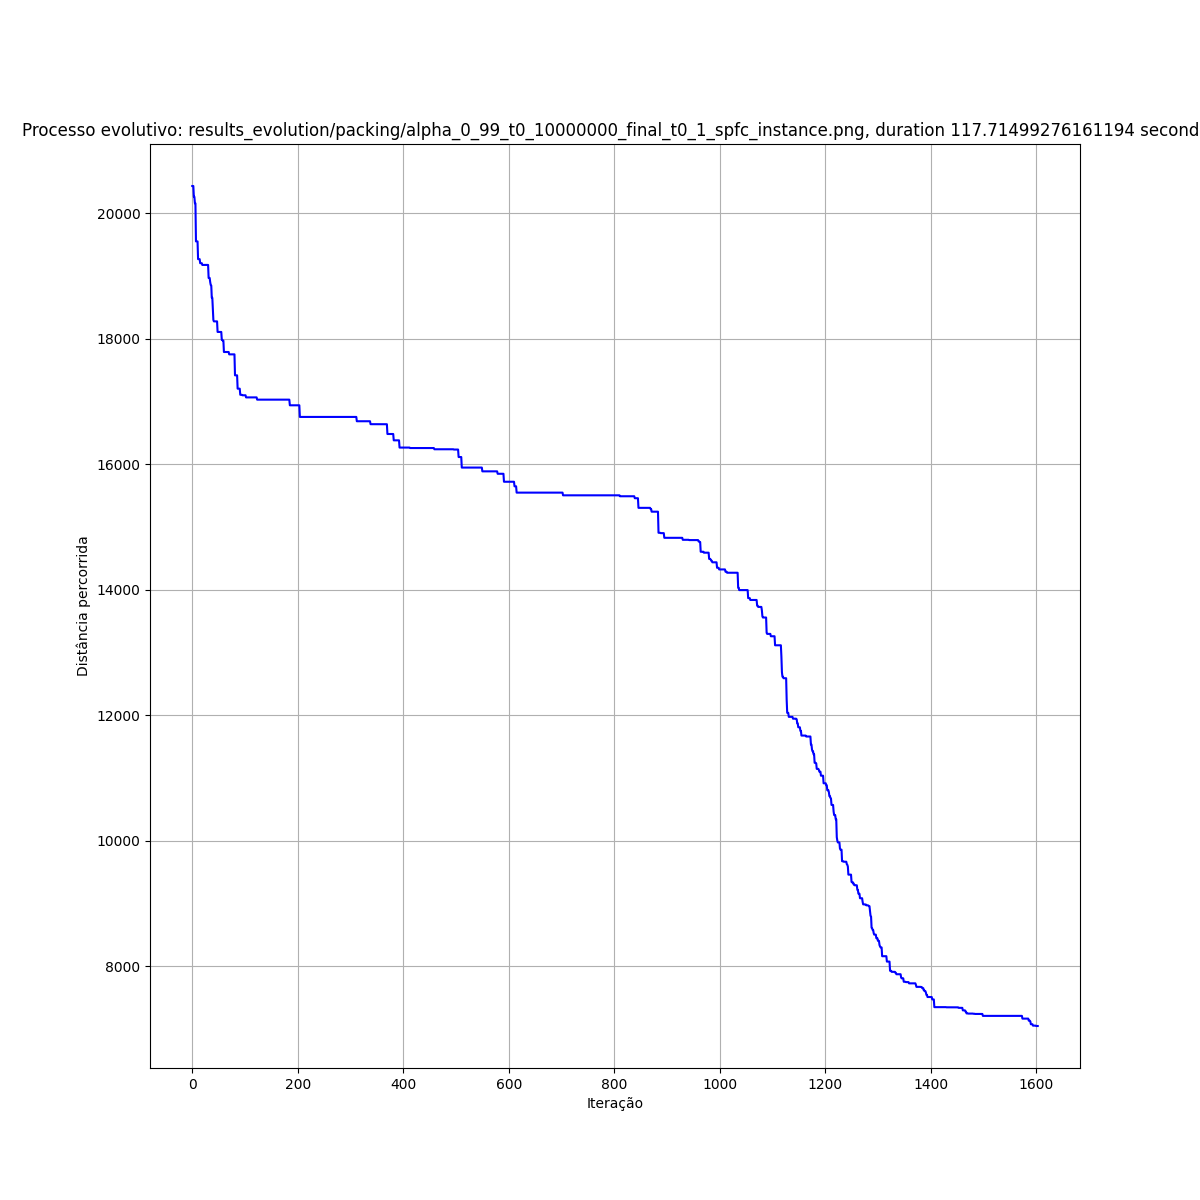 Processo evolutivo: results_evolution/packing/alpha_0_99_t0_10000000_final_t0_1_spfc_instance.png, duration 117.71499276161194 second
20000
18000
16000
14000
12000
10000
8000
Distância percorrida
0 200 400 600 800 1000 1200 1400 1600
Iteração